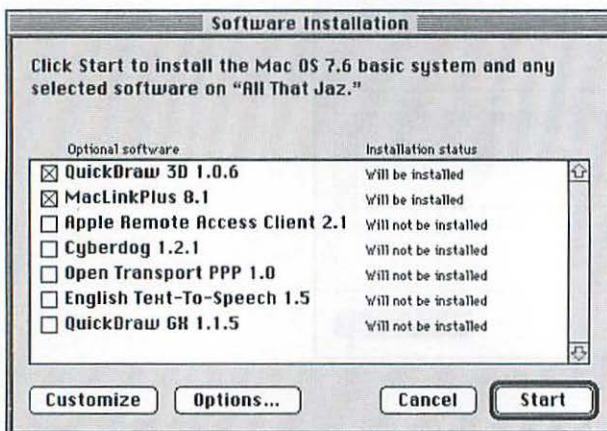 Software Installation
Click Start to install the Mac OS 7.6 basic system and any
selected software on “All That Jaz.”
Optional software Installation status
QuickDraw 3D 1.0.6 Will be installed
MacLinkPlus 8.1 Will be installed
Apple Remote Access Client 2.1 Will not be installed
Cyberdog 1.2.1 Will not be installed
Open Transport PPP 1.0 Will not be installed
English Text-To-Speech 1.5 Will not be installed
QuickDraw GX 1.1.5 Will not be installed
Customize Options... Cancel Start